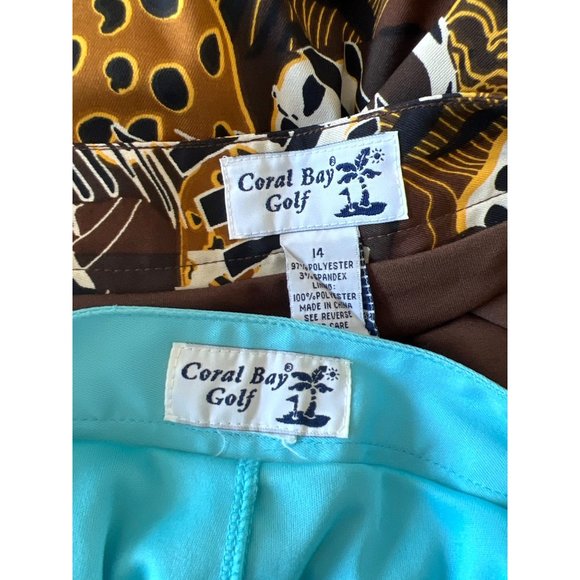 Coral Bay®
Golf
14
97% POLYESTER
3% SPANDEX
LINING:
100% POLYESTER
MADE IN CHINA
SEE REVERSE
CARE
Coral Bay®
Golf